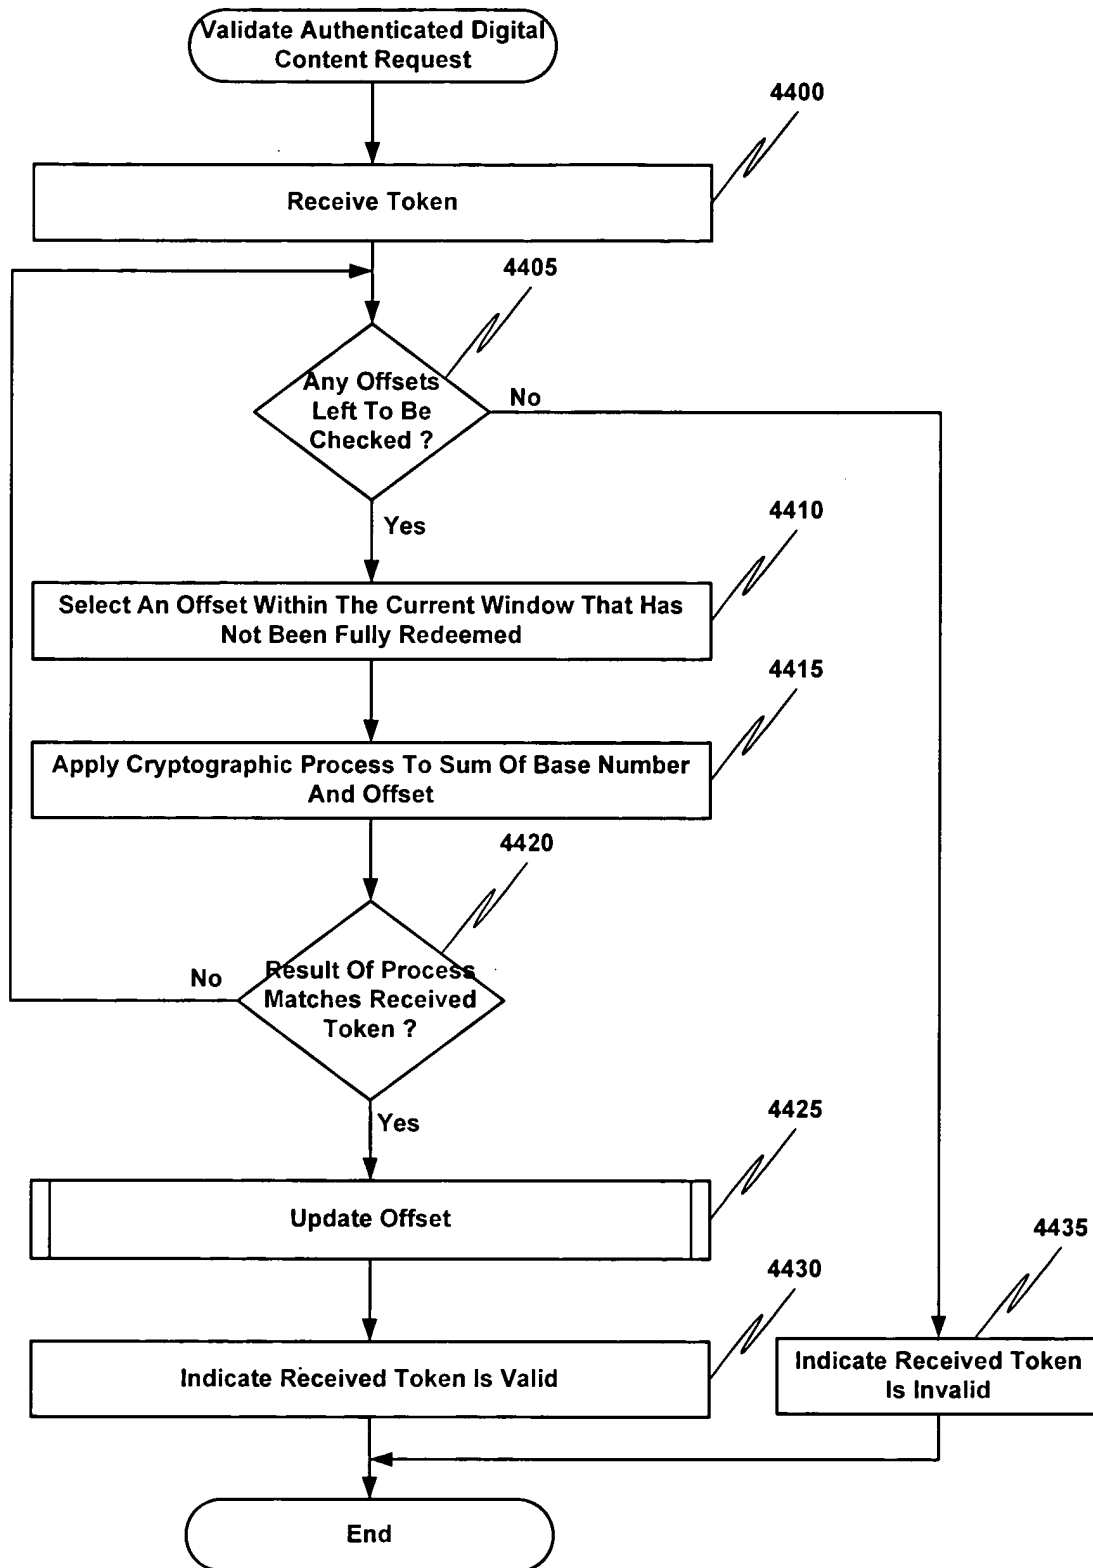 Validate Authenticated Digital
Content Request
4400
Receive Token
4405
Any Offsets
Left To Be
Checked ?
No
Yes
4410
Select An Offset Within The Current Window That Has
Not Been Fully Redeemed
4415
Apply Cryptographic Process To Sum Of Base Number
And Offset
4420
No
Result Of Process
Matches Received
Token ?
Yes
4425
Update Offset
4435
4430
Indicate Received Token Is Valid
Indicate Received Token
Is Invalid
End